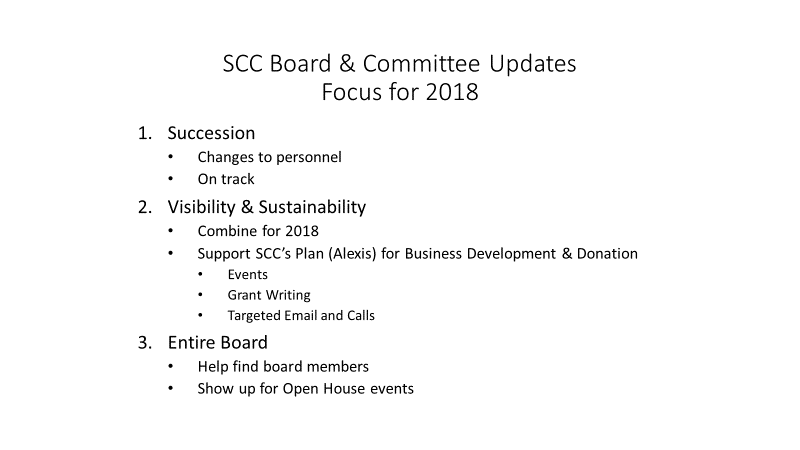 SCC Board & Committee Updates
Focus for 2018
1. Succession
• Changes to personnel
• On track
2. Visibility & Sustainability
• Combine for 2018
• Support SCC’s Plan (Alexis) for Business Development & Donation
• Events
• Grant Writing
• Targeted Email and Calls
3. Entire Board
• Help find board members
• Show up for Open House events